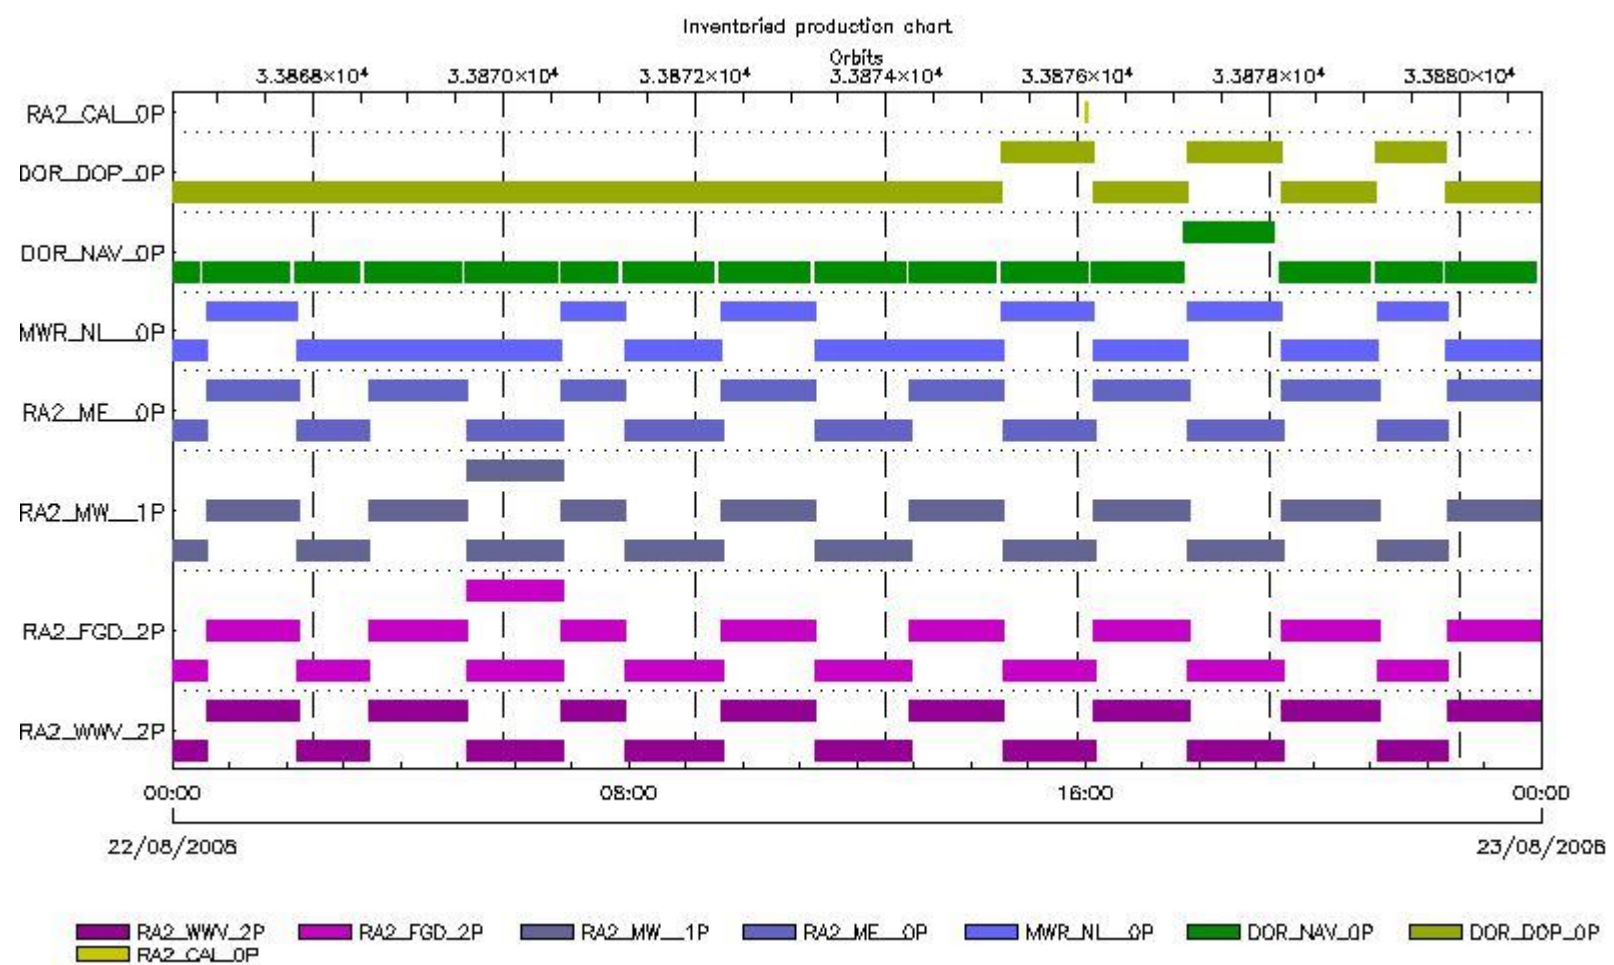 Inventoried production chart
Orbits
3.3868×10⁴ 3.3870×10⁴ 3.3872×10⁴ 3.3874×10⁴ 3.3876×10⁴ 3.3878×10⁴ 3.3880×10⁴
RA2_CAL_0P
DOR_DOP_0P
DOR_NAV_0P
MWR_NL__0P
RA2_ME__0P
RA2_MW__1P
RA2_FGD_2P
RA2_WWV_2P
00:00 08:00 16:00 00:00
22/08/2008 23/08/2008
RA2_WWV_2P RA2_FGD_2P RA2_MW__1P RA2_ME__0P MWR_NL__0P DOR_NAV_0P DOR_DOP_0P
RA2_CAL_0P